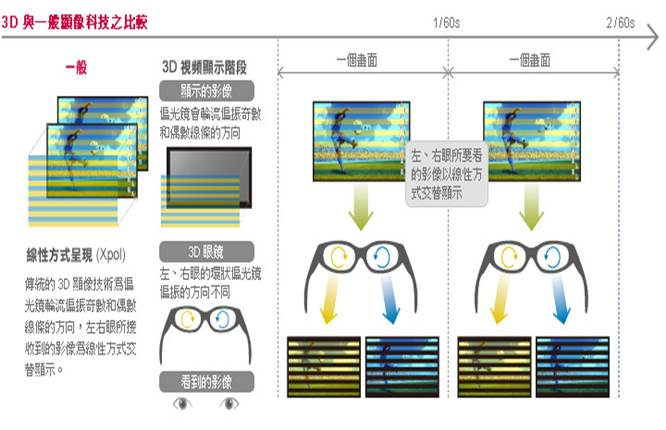 3D 與一般顯像科技之比較
1/60s
2/60s
一般
3D 視頻顯示階段
一個畫面
一個畫面
顯示的影像
偏光鏡會輪流偏振奇數
和偶數線條的方向
左、右眼所要看
的影像以線性方
式交替顯示
線性方式呈現 (Xpol)
傳統的 3D 顯像技術為偏
光鏡輪流偏振奇數和偶數
線條的方向，左右眼所接
收到的影像為線性方式交
替顯示。
3D 眼鏡
左、右眼的環狀偏光鏡
偏振的方向不同
看到的影像